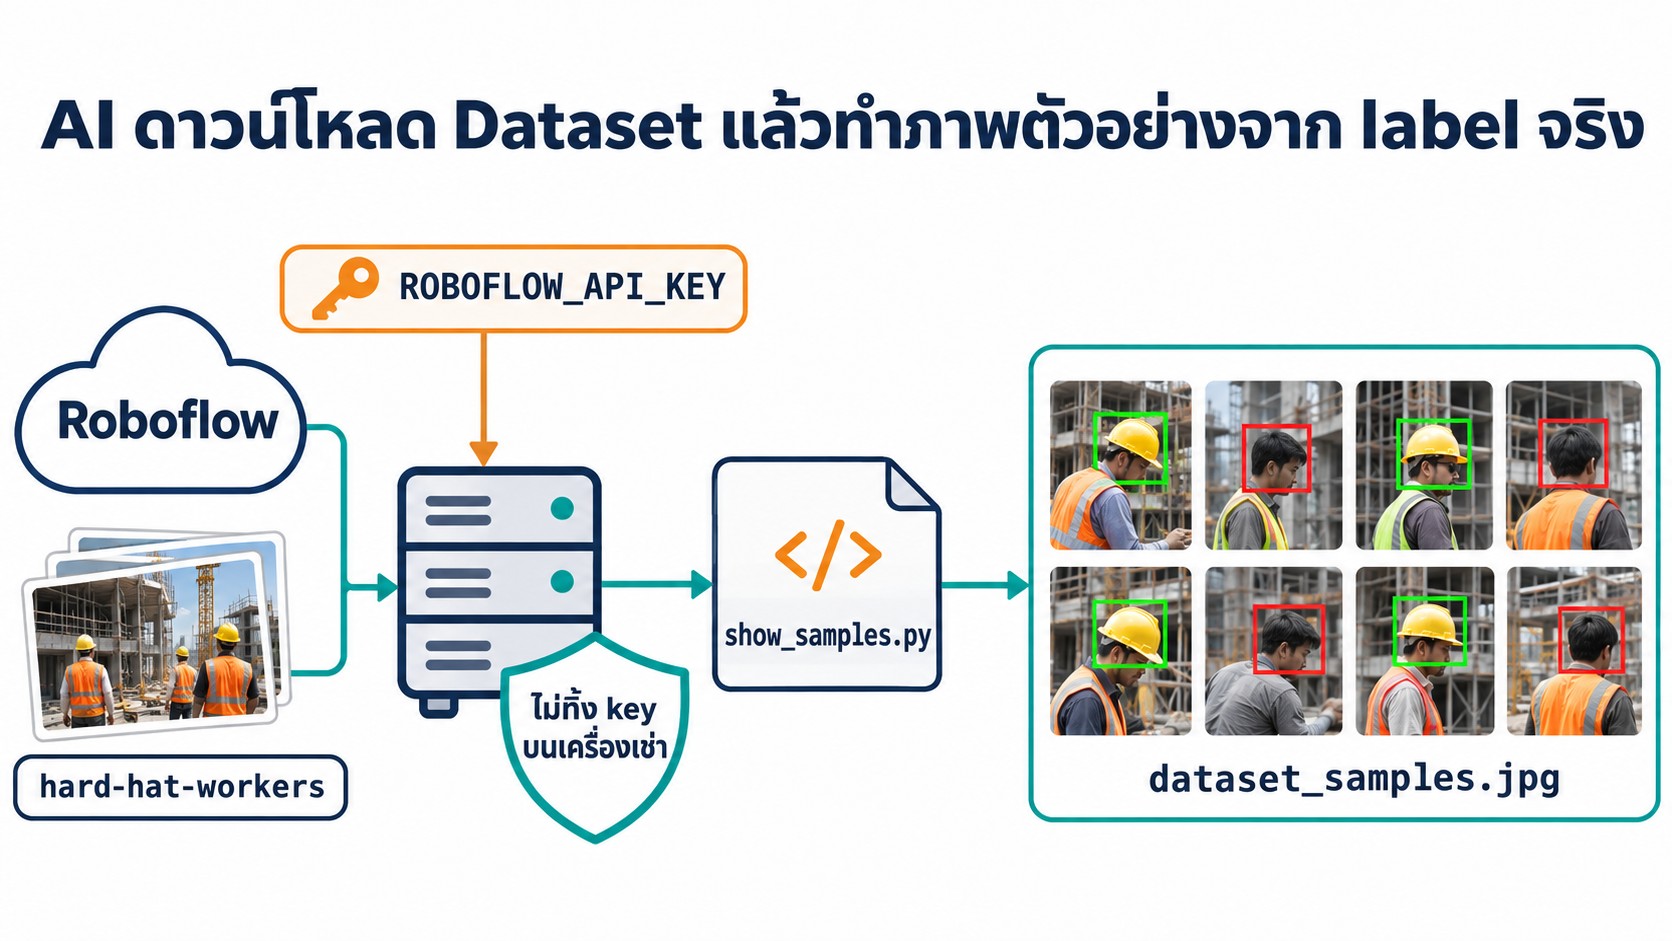 AI ดาวน์โหลด Dataset แล้วทำภาพตัวอย่างจาก label จริง
ROBOFLOW_API_KEY
Roboflow
hard-hat-workers
ไม่ทิ้ง key
บนเครื่องเช่า
</>
show_samples.py
dataset_samples.jpg